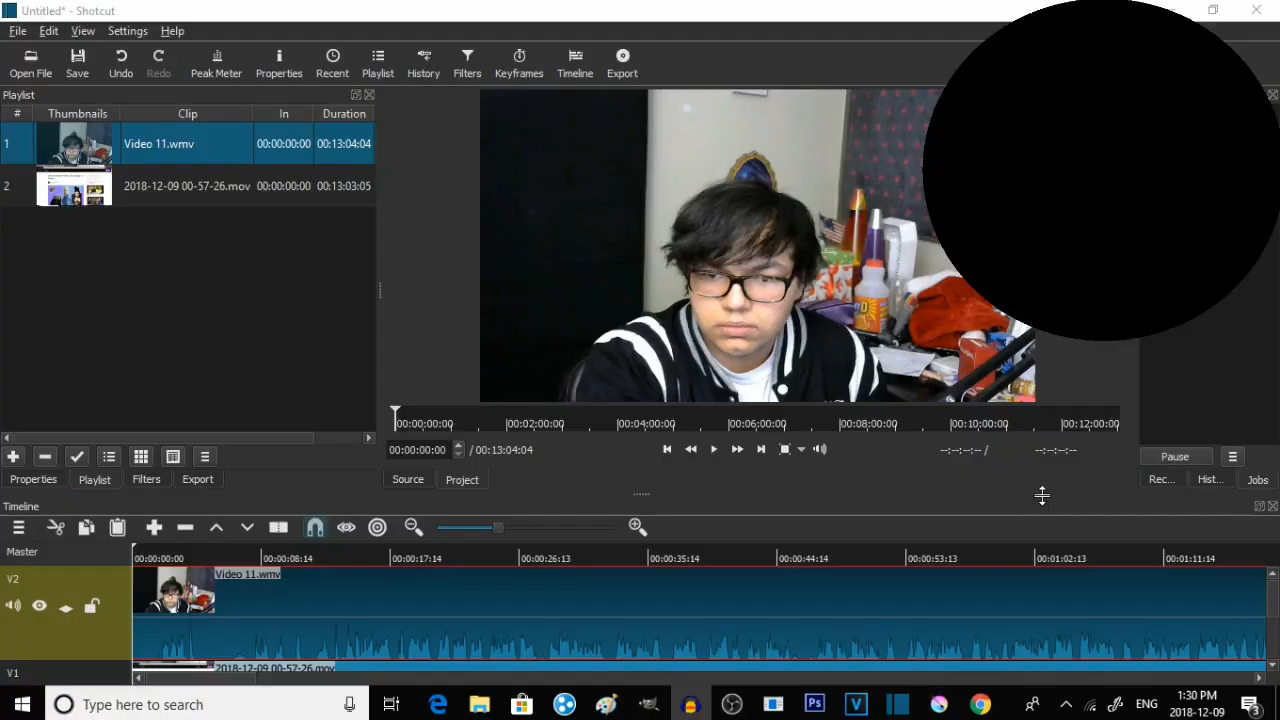 Untitled* - Shotcut
File Edit View Settings Help
Open File Save Undo Redo Peak Meter Properties Recent Playlist History Filters Keyframes Timeline Export
Playlist
# Thumbnails Clip In Duration
1 Video 11.wmv 00:00:00:00 00:13:04:04
2 2018-12-09 00-57-26.mov 00:00:00:00 00:13:03:05
00:00:00:00 00:02:00:00 00:04:00:00 00:06:00:00 00:08:00:00 00:10:00:00 00:12:00:00
00:00:00:00 / 00:13:04:04 --:--:--:-- / --:--:--:--
Pause
Properties Playlist Filters Export Source Project Rec... Hist... Jobs
Timeline
Master 00:00:00:00 00:00:08:14 00:00:17:14 00:00:26:13 00:00:35:14 00:00:44:14 00:00:53:13 00:01:02:13 00:01:11:14
V2 Video 11.wmv
V1 2018-12-09 00-57-26.mov
Type here to search
ENG
1:30 PM
2018-12-09
3